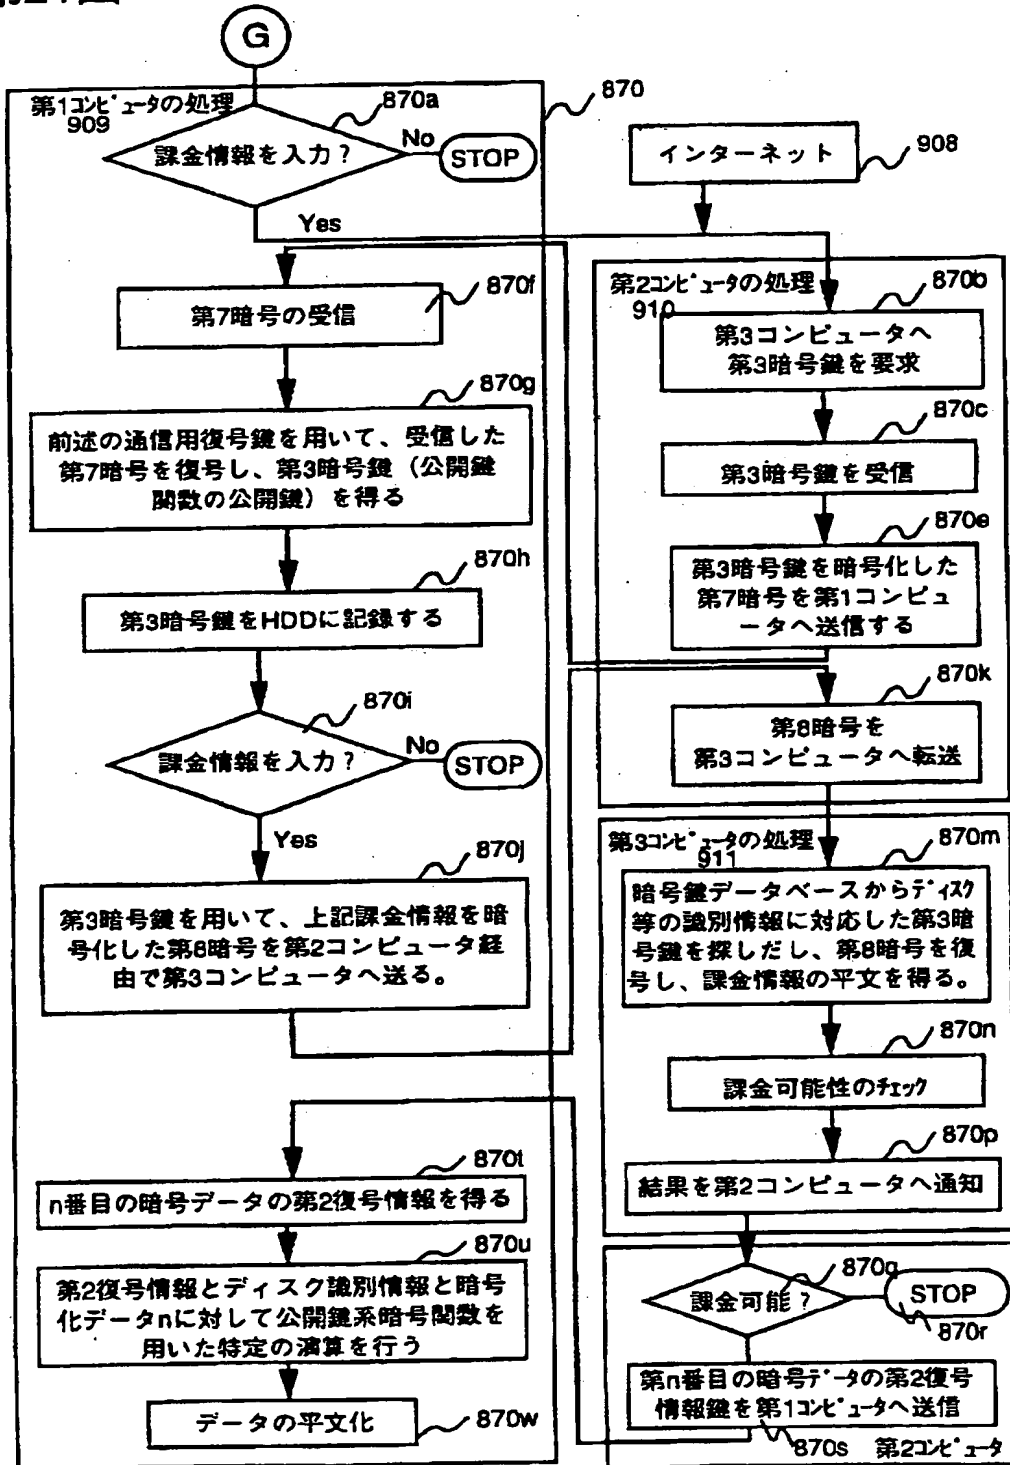 G
870
第1コンピュータの処理
909
870a
課金情報を入力?
No
STOP
Yes
インターネット
908
870f
第7暗号の受信
870g
前述の通信用復号鍵を用いて、受信した
第7暗号を復号し、第3暗号鍵(公開鍵
関数の公開鍵)を得る
870h
第3暗号鍵をHDDに記録する
870i
課金情報を入力?
No
STOP
Yes
870j
第3暗号鍵を用いて、上記課金情報を暗
号化した第8暗号を第2コンピュータ経
由で第3コンピュータへ送る。
第2コンピュータの処理
910
870b
第3コンピュータへ
第3暗号鍵を要求
870c
第3暗号鍵を受信
870e
第3暗号鍵を暗号化した
第7暗号を第1コンピュ
ータへ送信する
870k
第8暗号を
第3コンピュータへ転送
第3コンピュータの処理
911
870m
暗号鍵データベースからディスク
等の識別情報に対応した第3暗
号鍵を探しだし、第8暗号を復
号し、課金情報の平文を得る。
870n
課金可能性のチェック
870p
結果を第2コンピュータへ通知
870q
課金可能?
STOP
870r
第n番目の暗号データの第2復号
情報鍵を第1コンピュータへ送信
870s
第2コンピュータ
870t
n番目の暗号データの第2復号情報を得る
870u
第2復号情報とディスク識別情報と暗号
化データnに対して公開鍵系暗号関数を
用いた特定の演算を行う
データの平文化
870w